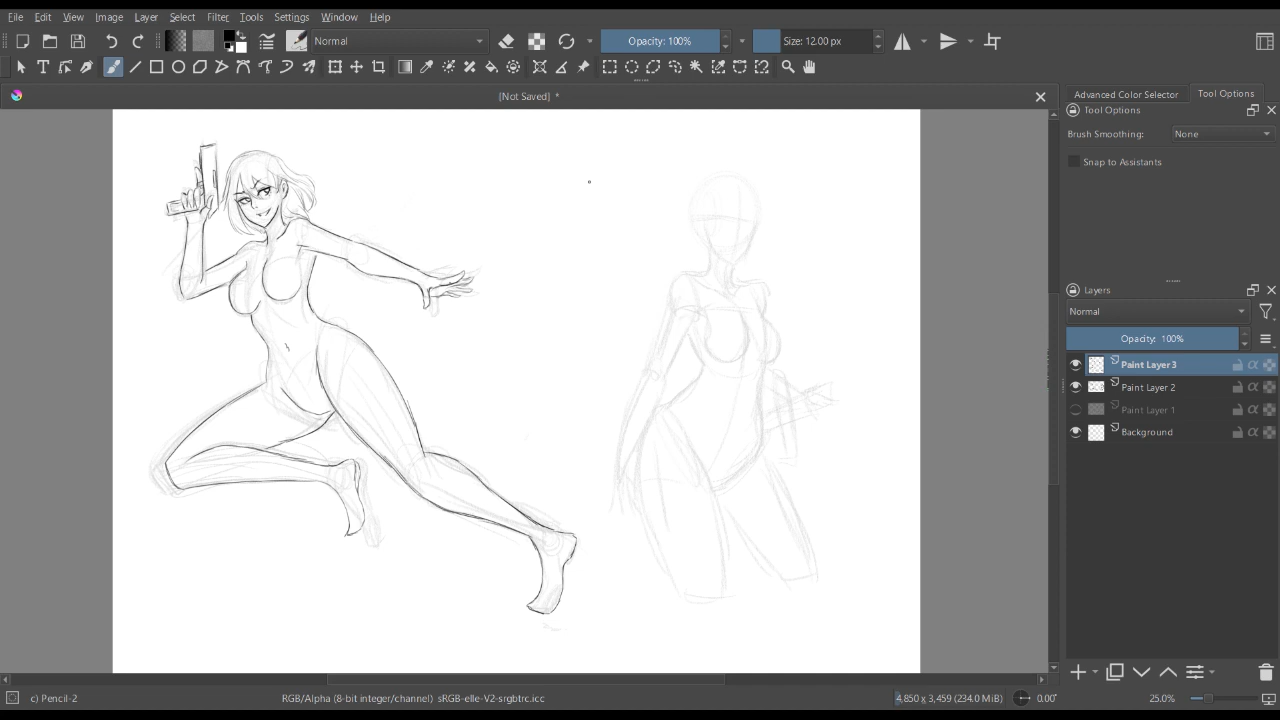 File Edit View Image Layer Select Filter Tools Settings Window Help
Normal Opacity: 100% Size: 12.00 px
[Not Saved] *
Advanced Color Selector Tool Options
Tool Options
Brush Smoothing: None
Snap to Assistants
Layers
Normal
Opacity: 100%
Paint Layer 3
Paint Layer 2
Paint Layer 1
Background
c) Pencil-2 RGB/Alpha (8-bit integer/channel) sRGB-elle-V2-srgbtrc.icc 4,850 x 3,459 (234.0 MiB) 0.00° 25.0%